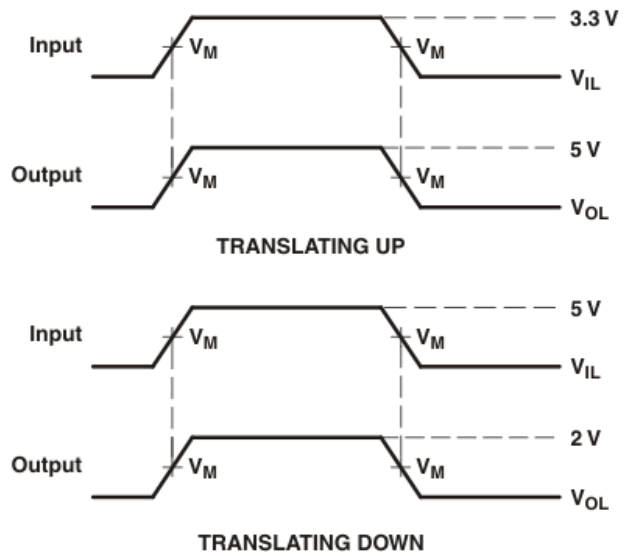 3.3 V
Input VM VM
VIL
5 V
Output VM VM
VOL
TRANSLATING UP
5 V
Input VM VM
VIL
2 V
Output VM VM
VOL
TRANSLATING DOWN